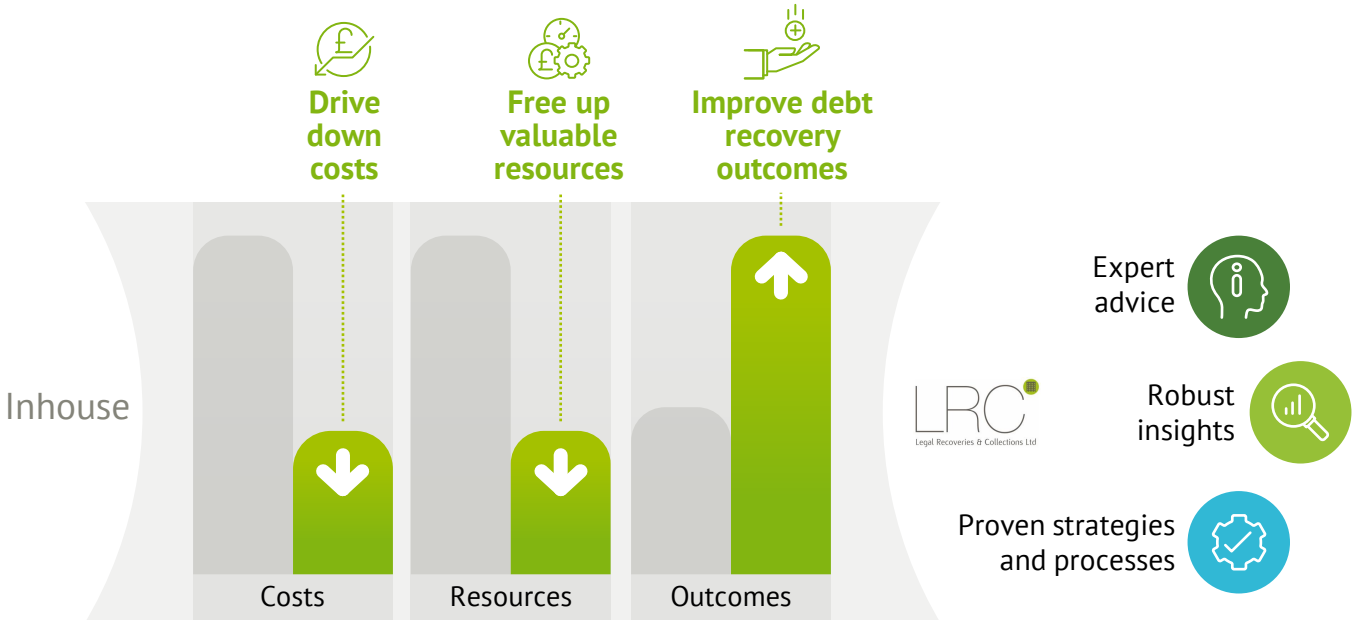 Drive
down
costs
Free up
valuable
resources
Improve debt
recovery
outcomes
Inhouse
Costs
Resources
Outcomes
LRC
Legal Recoveries & Collections Ltd
Expert
advice
Robust
insights
Proven strategies
and processes